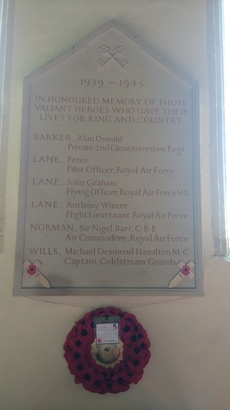 1939 – 1945
IN HONOURED MEMORY OF THOSE
VALIANT HEROES WHO GAVE THEIR
LIVES FOR KING AND COUNTRY
BARKER, Alan Oswald
Private, 2nd Gloucestershire Regt.
LANE, Peter
Pilot Officer, Royal Air Force
LANE, John Graham
Flying Officer, Royal Air Force V·R
LANE, Anthony Winter
Flight Lieutenant, Royal Air Force
NORMAN, Sir Nigel, Bart, C·B·E
Air Commodore, Royal Air Force
WILLS, Michael Desmond Hamilton M·C
Captain, Coldstream Guards